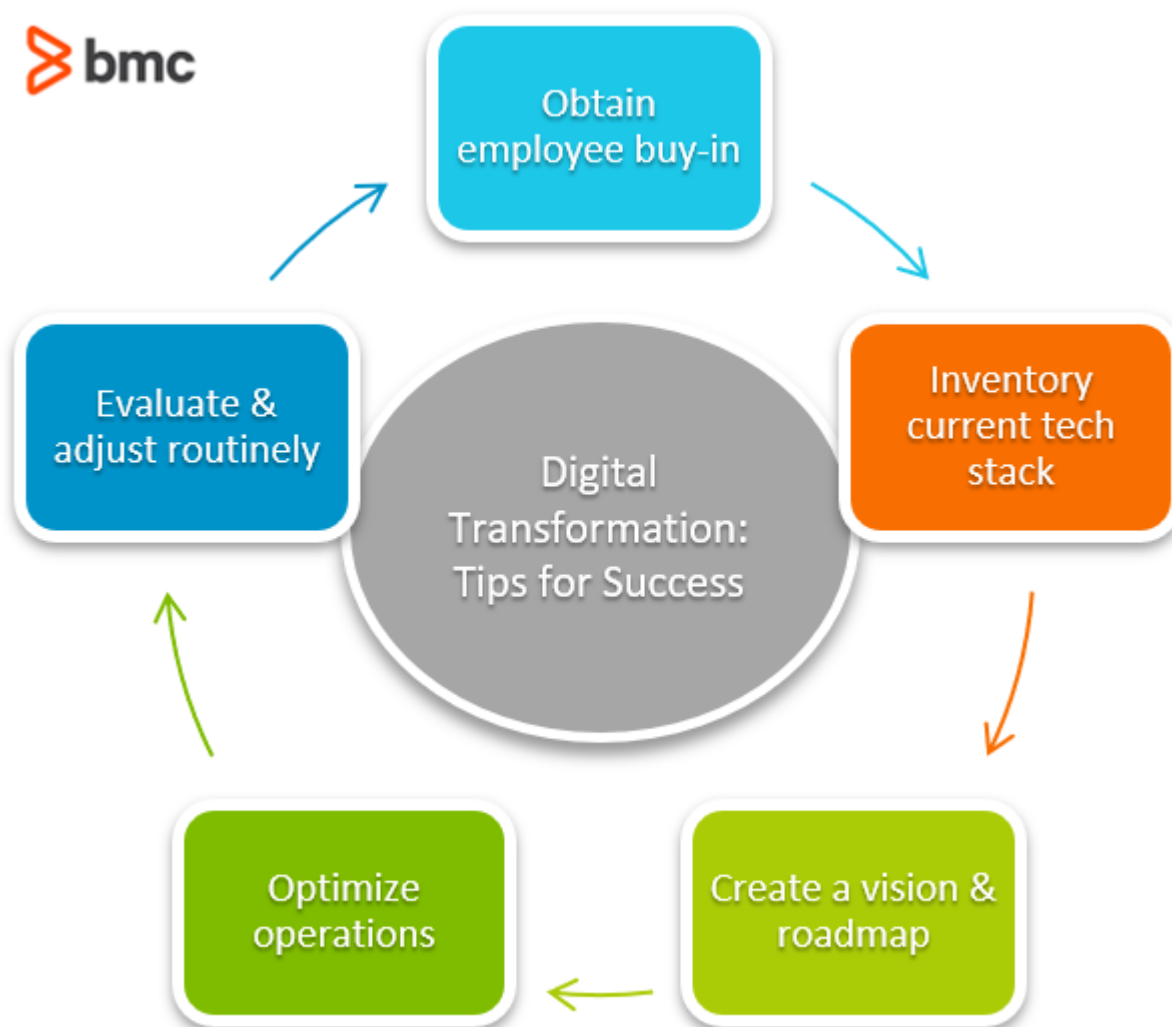 bmc
Obtain
employee buy-in
Inventory
current tech
stack
Create a vision &
roadmap
Optimize
operations
Evaluate &
adjust routinely
Digital
Transformation:
Tips for Success